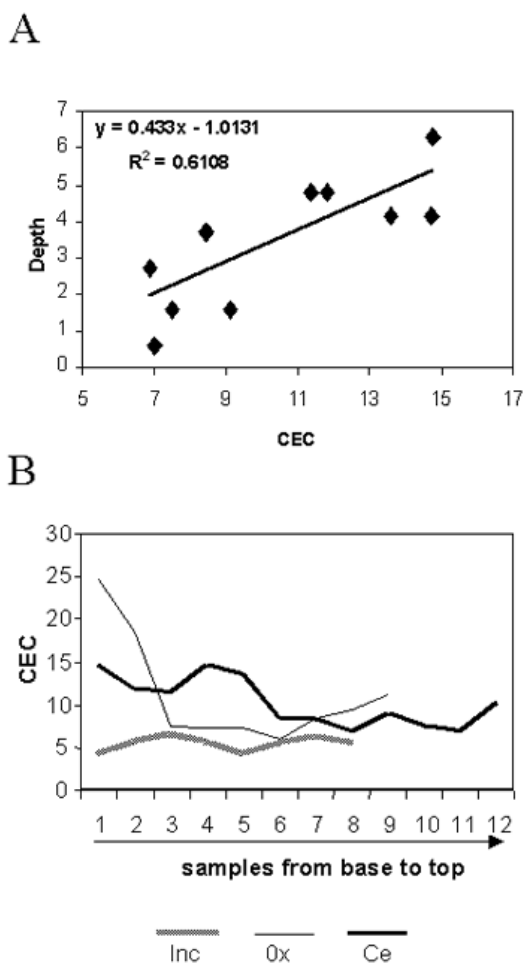 A
y = 0.433x - 1.0131
R² = 0.6108
7
6
5
4
3
2
1
0
Depth
5 7 9 11 13 15 17
CEC
B
30
25
20
15
10
5
0
CEC
1 2 3 4 5 6 7 8 9 10 11 12
samples from base to top
Inc 0x Ce